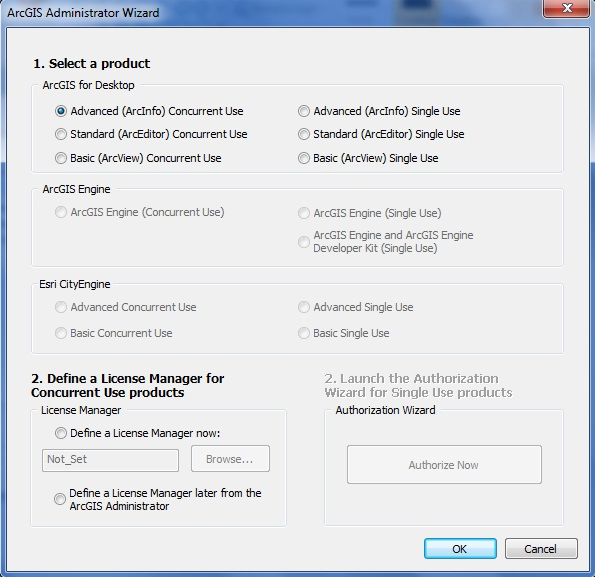 ArcGIS Administrator Wizard
1. Select a product
ArcGIS for Desktop
Advanced (ArcInfo) Concurrent Use
Advanced (ArcInfo) Single Use
Standard (ArcEditor) Concurrent Use
Standard (ArcEditor) Single Use
Basic (ArcView) Concurrent Use
Basic (ArcView) Single Use
ArcGIS Engine
ArcGIS Engine (Concurrent Use)
ArcGIS Engine (Single Use)
ArcGIS Engine and ArcGIS Engine
Developer Kit (Single Use)
Esri CityEngine
Advanced Concurrent Use
Advanced Single Use
Basic Concurrent Use
Basic Single Use
2. Define a License Manager for
Concurrent Use products
License Manager
Define a License Manager now:
Not_Set
Browse...
Define a License Manager later from the
ArcGIS Administrator
2. Launch the Authorization
Wizard for Single Use products
Authorization Wizard
Authorize Now
OK
Cancel